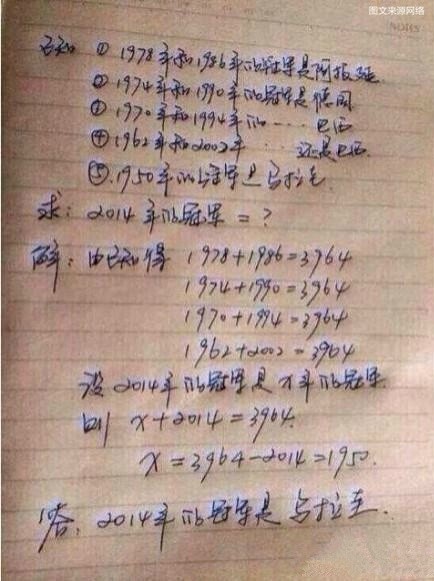 图文来源网络
NOTES
已知 ① 1978年和1986年的冠军是阿根廷
② 1974年和1990年的冠军是德国
③ 1970年和1994年的 …… 巴西
④ 1962年和2002年 …… 还是巴西
⑤ 1950年的冠军是乌拉圭
求: 2014年的冠军=?
解: 由已知得 1978+1986=3964
1974+1990=3964
1970+1994=3964
1962+2002=3964
设2014年的冠军是x年的冠军
则 x+2014=3964
x=3964-2014=1950.
答: 2014年的冠军是乌拉圭.